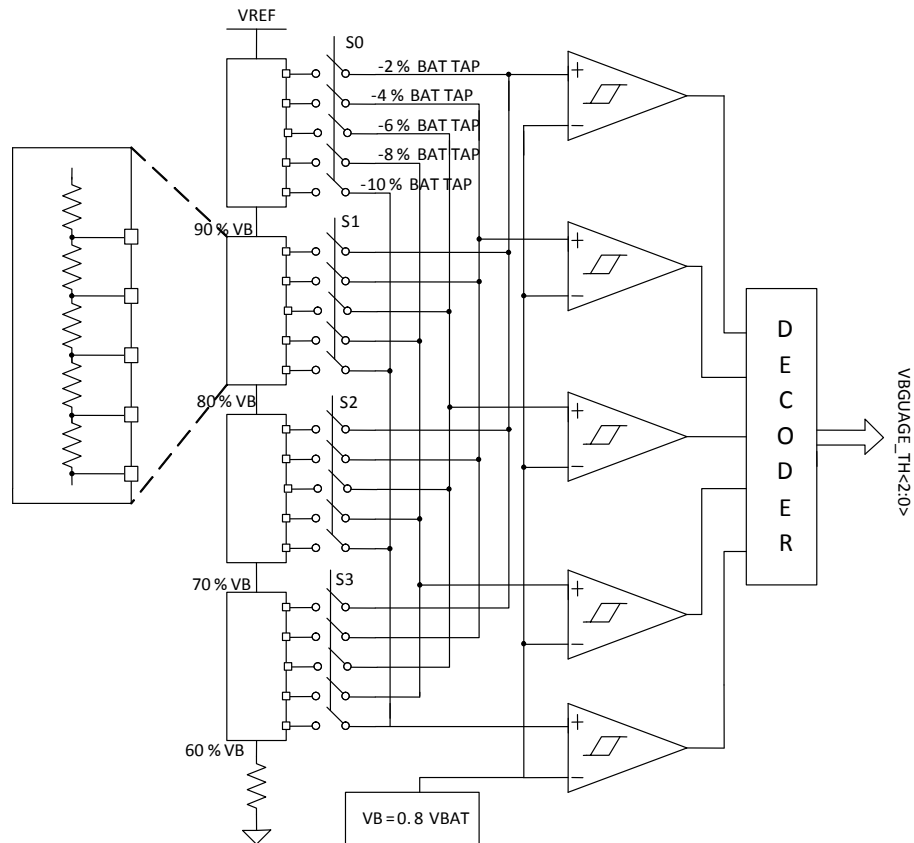 VREF
S0
-2 % BAT TAP
-4 % BAT TAP
-6 % BAT TAP
-8 % BAT TAP
-10 % BAT TAP
90 % VB
S1
80 % VB
S2
70 % VB
S3
60 % VB
VB = 0.8 VBAT
+
−
+
−
+
−
+
−
+
−
DECODER
VBGUAGE_TH<2:0>